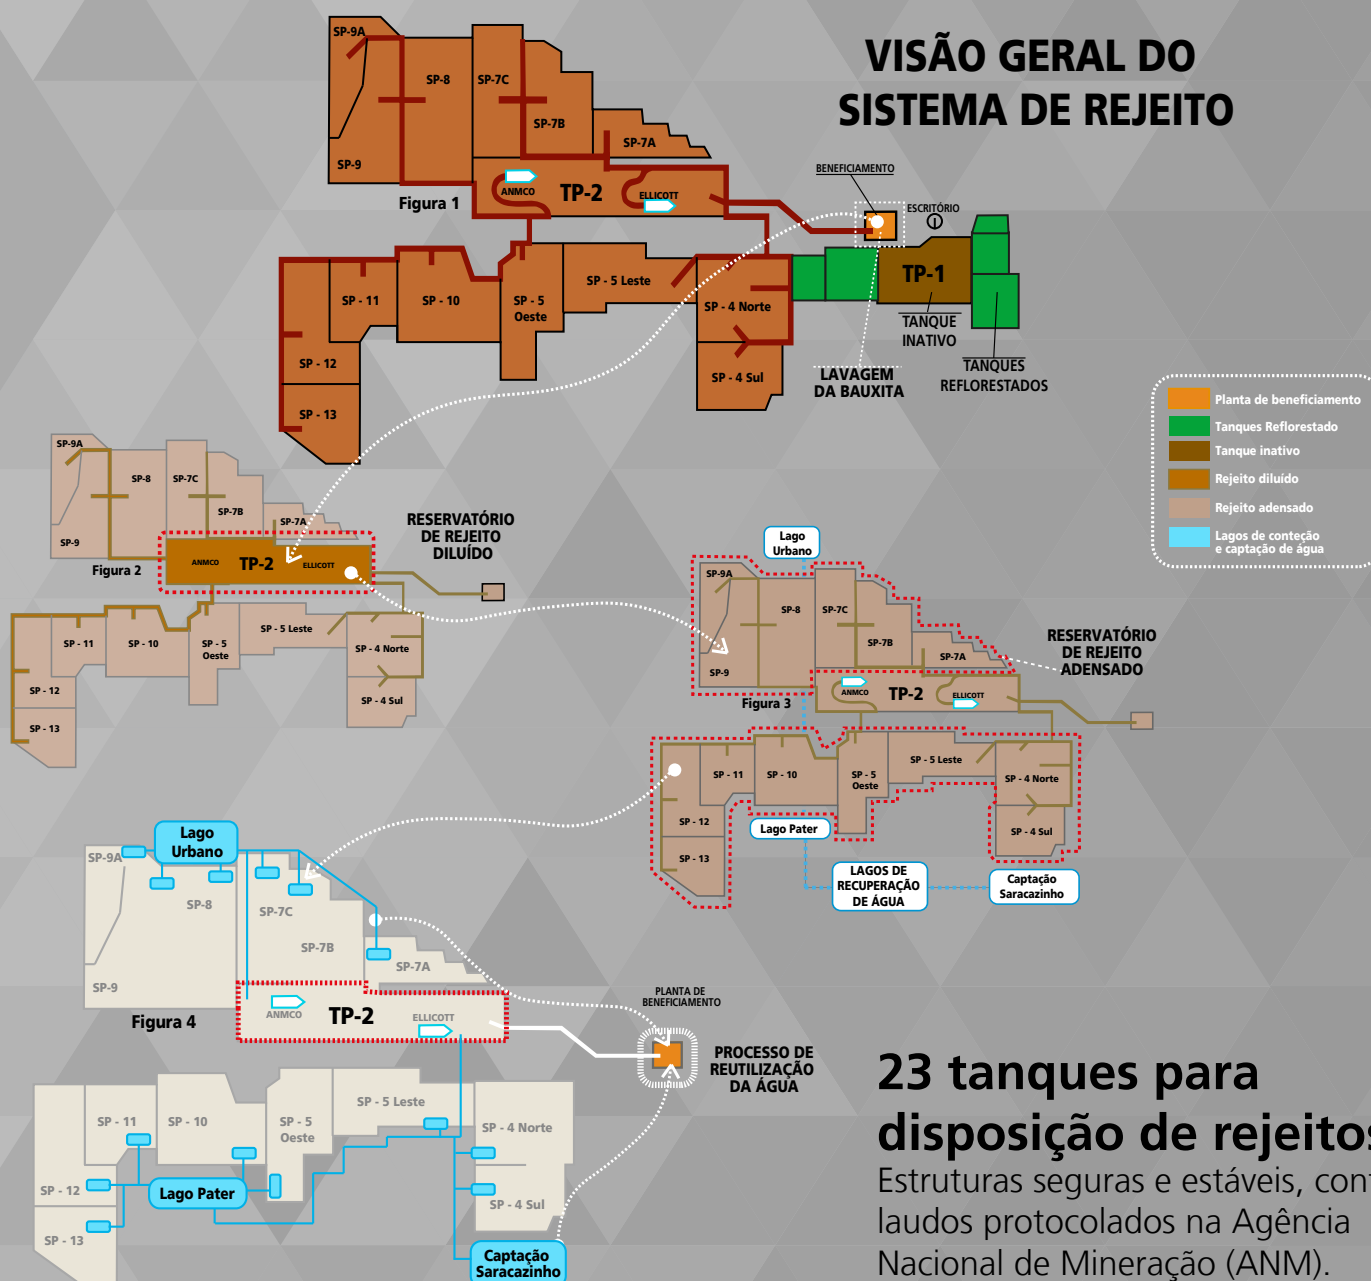 VISÃO GERAL DO
SISTEMA DE REJEITO
SP-9A
SP-8
SP-7C
SP-7B
SP-7A
SP-9
Figura 1
ANMCO
TP-2
ELLICOTT
BENEFICIAMENTO
ESCRITÓRIO
TP-1
TANQUE
INATIVO
TANQUES
REFLORESTADOS
LAVAGEM
DA BAUXITA
SP - 11
SP - 10
SP - 5
Oeste
SP - 5 Leste
SP - 4 Norte
SP - 4 Sul
SP - 12
SP - 13
Planta de beneficiamento
Tanques Reflorestado
Tanque inativo
Rejeito diluído
Rejeito adensado
Lagos de conteção
e captação de água
SP-9A
SP-8
SP-7C
SP-7B
SP-7A
SP-9
Figura 2
ANMCO
TP-2
ELLICOTT
RESERVATÓRIO
DE REJEITO
DILUÍDO
SP - 11
SP - 10
SP - 5
Oeste
SP - 5 Leste
SP - 4 Norte
SP - 4 Sul
SP - 12
SP - 13
Lago
Urbano
SP-9A
SP-8
SP-7C
SP-7B
SP-7A
SP-9
Figura 3
ANMCO
TP-2
ELLICOTT
RESERVATÓRIO
DE REJEITO
ADENSADO
SP - 11
SP - 10
SP - 5
Oeste
SP - 5 Leste
SP - 4 Norte
SP - 4 Sul
SP - 12
SP - 13
Lago Pater
LAGOS DE
RECUPERAÇÃO
DE ÁGUA
Captação
Saracazinho
Lago
Urbano
SP-9A
SP-8
SP-7C
SP-7B
SP-7A
SP-9
Figura 4
ANMCO
TP-2
ELLICOTT
PLANTA DE
BENEFICIAMENTO
PROCESSO DE
REUTILIZAÇÃO
DA ÁGUA
SP - 11
SP - 10
SP - 5
Oeste
SP - 5 Leste
SP - 4 Norte
SP - 4 Sul
SP - 12
SP - 13
Lago Pater
Captação
Saracazinho
23 tanques para
disposição de rejeitos
Estruturas seguras e estáveis,
laudos protocolados na Agência
Nacional de Mineração (ANM).